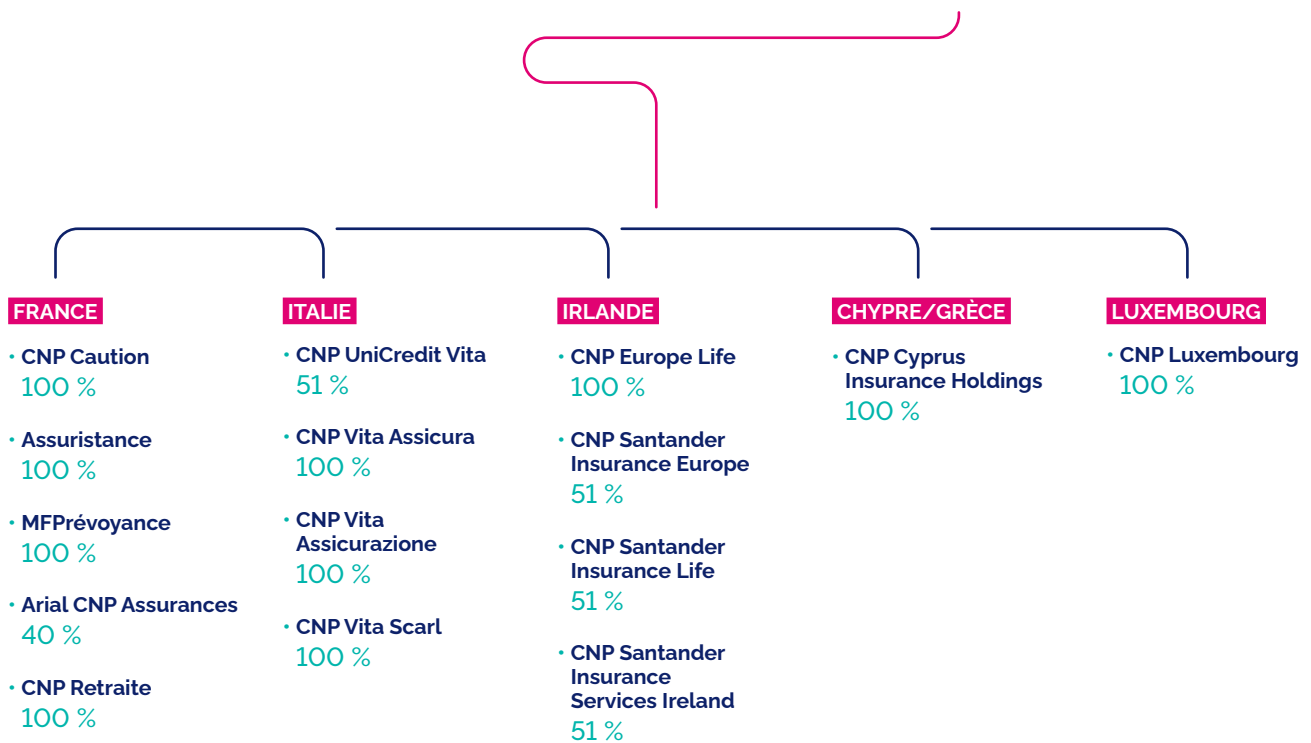 FRANCE
• CNP Caution
100 %
• Assuristance
100 %
• MFPrévoyance
100 %
• Arial CNP Assurances
40 %
• CNP Retraite
100 %
ITALIE
• CNP UniCredit Vita
51 %
• CNP Vita Assicura
100 %
• CNP Vita
Assicurazione
100 %
• CNP Vita Scarl
100 %
IRLANDE
• CNP Europe Life
100 %
• CNP Santander
Insurance Europe
51 %
• CNP Santander
Insurance Life
51 %
• CNP Santander
Insurance
Services Ireland
51 %
CHYPRE/GRÈCE
• CNP Cyprus
Insurance Holdings
100 %
LUXEMBOURG
• CNP Luxembourg
100 %